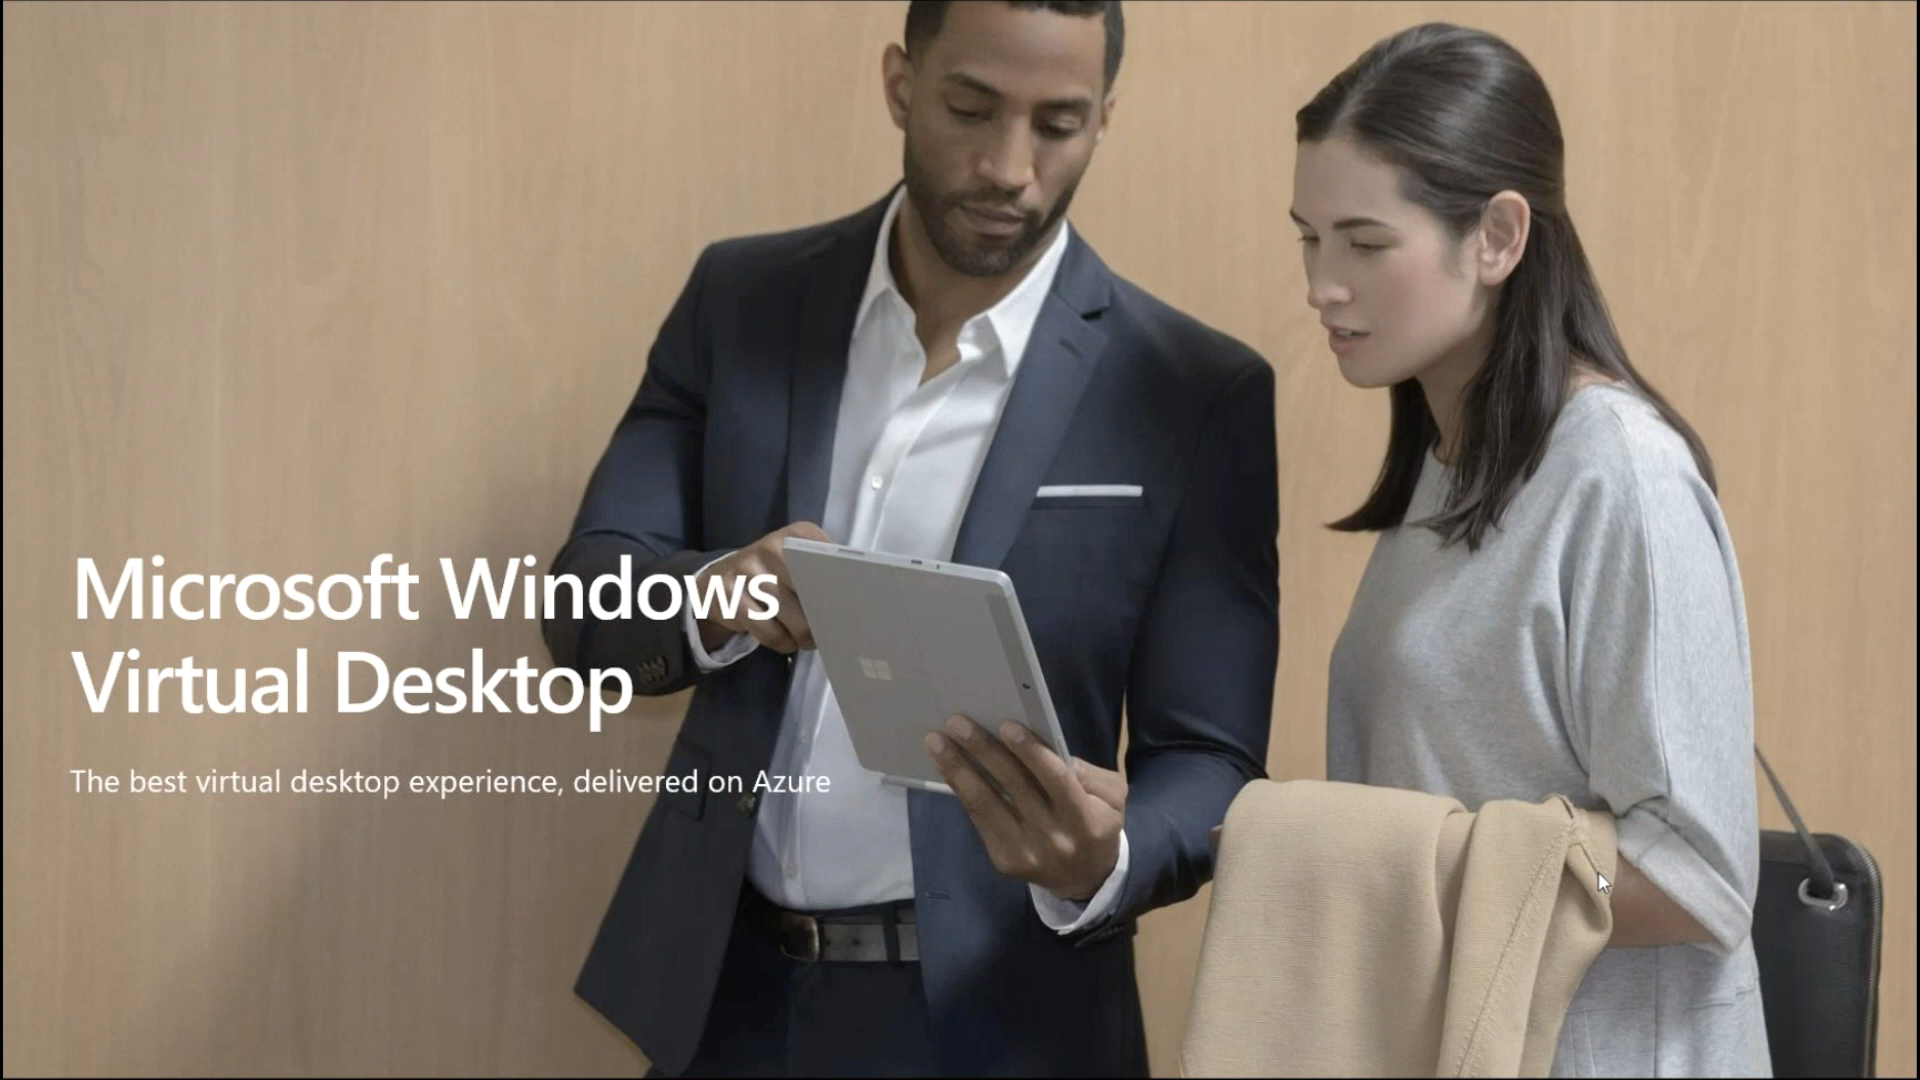 Microsoft Windows
Virtual Desktop
The best virtual desktop experience, delivered on Azure